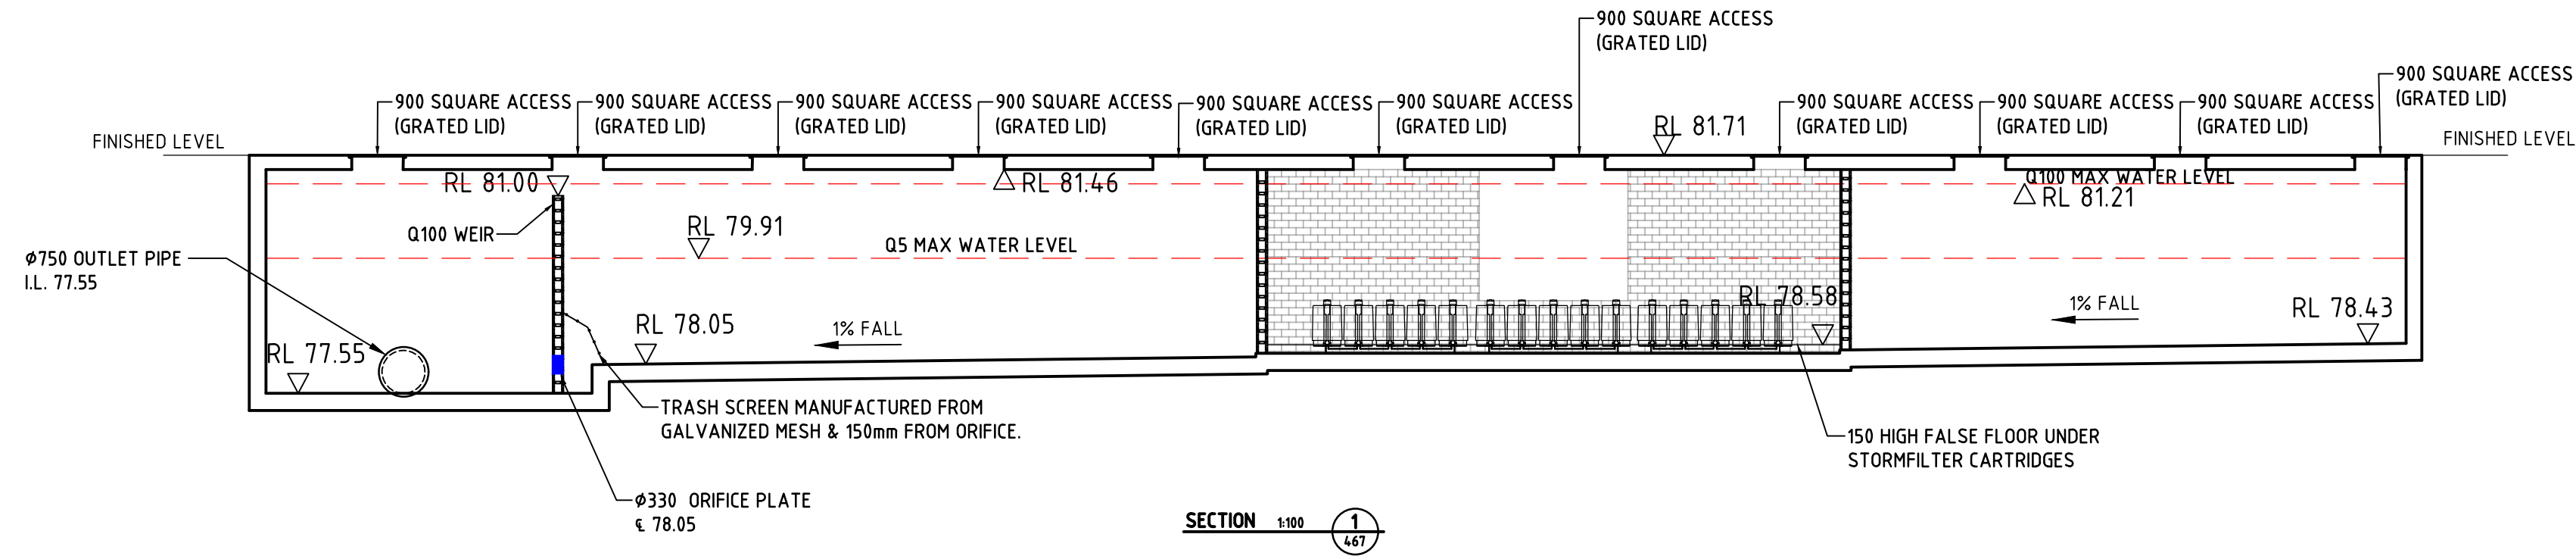 900 SQUARE ACCESS
(GRATED LID)
900 SQUARE ACCESS
(GRATED LID)
900 SQUARE ACCESS
(GRATED LID)
900 SQUARE ACCESS
(GRATED LID)
900 SQUARE ACCESS
(GRATED LID)
900 SQUARE ACCESS
(GRATED LID)
900 SQUARE ACCESS
(GRATED LID)
900 SQUARE ACCESS
(GRATED LID)
900 SQUARE ACCESS
(GRATED LID)
900 SQUARE ACCESS
(GRATED LID)
900 SQUARE ACCESS
(GRATED LID)
FINISHED LEVEL
RL 81.71
FINISHED LEVEL
RL 81.00
RL 81.46
Q100 MAX WATER LEVEL
RL 81.21
Q100 WEIR
RL 79.91
Q5 MAX WATER LEVEL
Ø750 OUTLET PIPE
I.L. 77.55
RL 78.58
1% FALL
RL 78.43
RL 78.05
1% FALL
RL 77.55
TRASH SCREEN MANUFACTURED FROM
GALVANIZED MESH & 150mm FROM ORIFICE.
150 HIGH FALSE FLOOR UNDER
STORMFILTER CARTRIDGES
Ø330 ORIFICE PLATE
℄ 78.05
SECTION 1:100
1
467